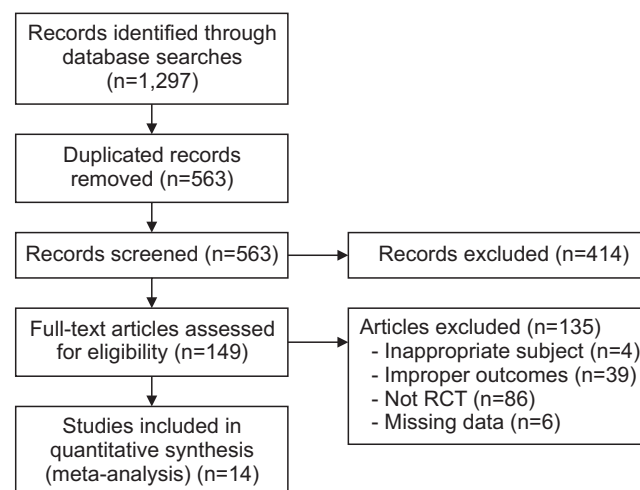 Records identified through
database searches
(n=1,297)
Duplicated records
removed (n=563)
Records screened (n=563)
Records excluded (n=414)
Full-text articles assessed
for eligibility (n=149)
Articles excluded (n=135)
- Inappropriate subject (n=4)
- Improper outcomes (n=39)
- Not RCT (n=86)
- Missing data (n=6)
Studies included in
quantitative synthesis
(meta-analysis) (n=14)